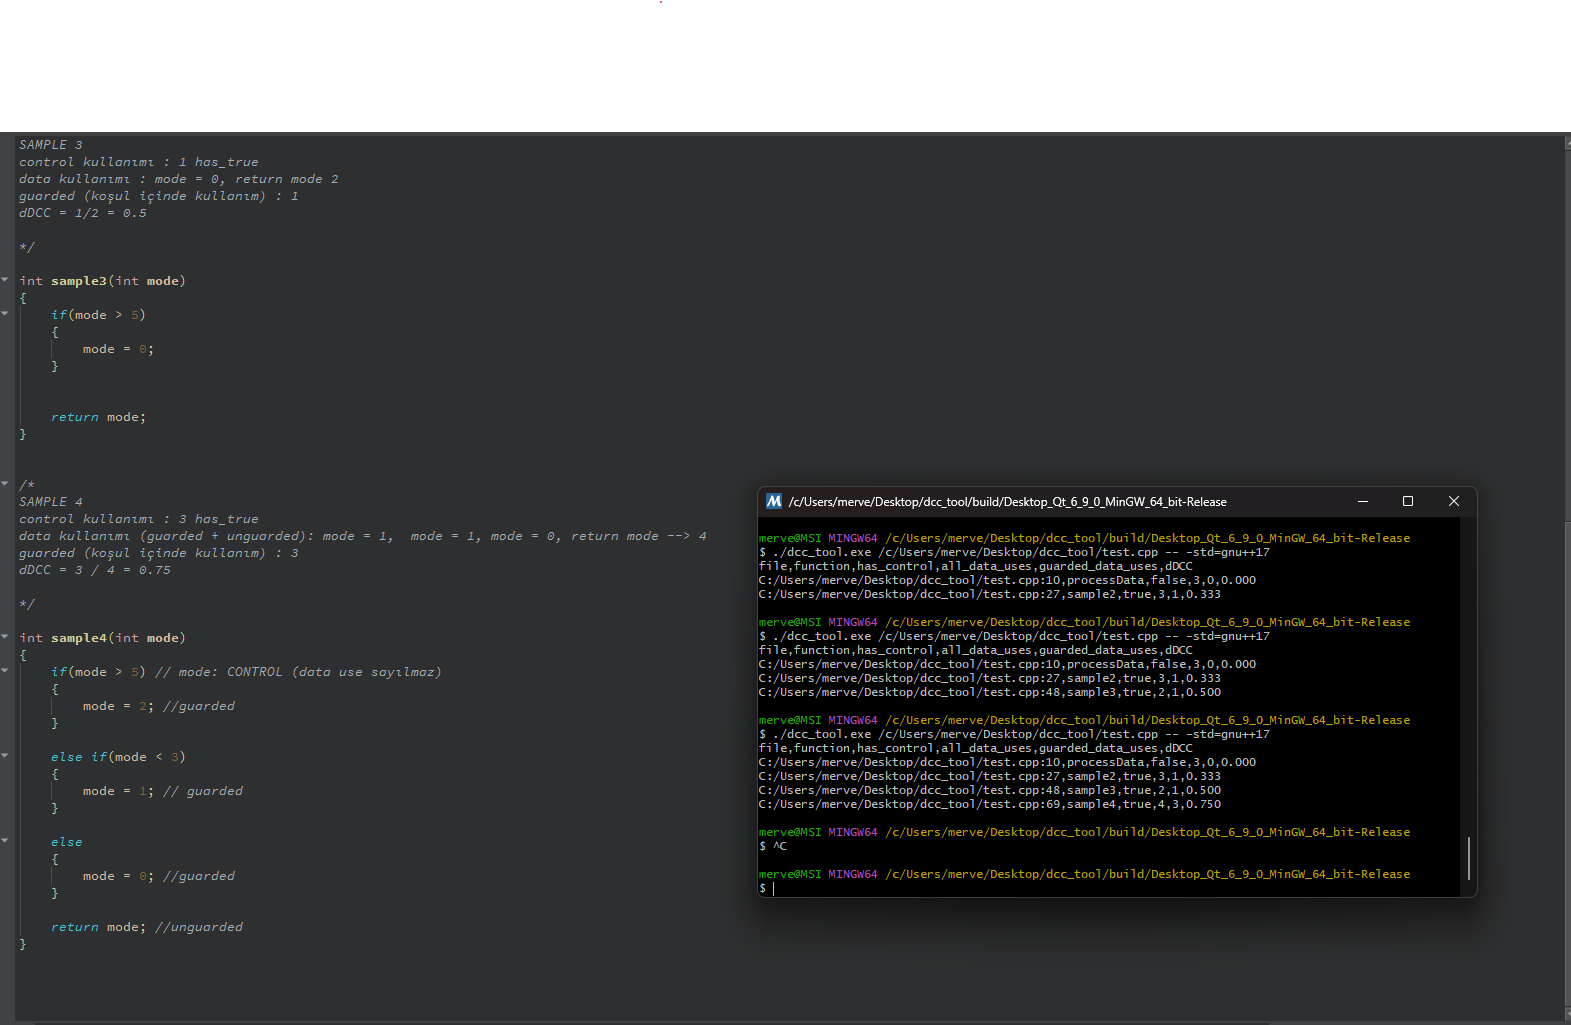 SAMPLE 3
control kullanımı : 1 has_true
data kullanımı : mode = 0, return mode 2
guarded (koşul içinde kullanım) : 1
dDCC = 1/2 = 0.5
*/
int sample3(int mode)
{
if(mode > 5)
{
mode = 0;
}
return mode;
}
/*
SAMPLE 4
control kullanımı : 3 has_true
data kullanımı (guarded + unguarded): mode = 1,  mode = 1, mode = 0, return mode --> 4
guarded (koşul içinde kullanım) : 3
dDCC = 3 / 4 = 0.75
*/
int sample4(int mode)
{
if(mode > 5) // mode: CONTROL (data use sayılmaz)
{
mode = 2; //guarded
}
else if(mode < 3)
{
mode = 1; // guarded
}
else
{
mode = 0; //guarded
}
return mode; //unguarded
}
/c/Users/merve/Desktop/dcc_tool/build/Desktop_Qt_6_9_0_MinGW_64_bit-Release
merve@MSI MINGW64 /c/Users/merve/Desktop/dcc_tool/build/Desktop_Qt_6_9_0_MinGW_64_bit-Release
$ ./dcc_tool.exe /c/Users/merve/Desktop/dcc_tool/test.cpp -- -std=gnu++17
file,function,has_control,all_data_uses,guarded_data_uses,dDCC
C:/Users/merve/Desktop/dcc_tool/test.cpp:10,processData,false,3,0,0.000
C:/Users/merve/Desktop/dcc_tool/test.cpp:27,sample2,true,3,1,0.333
merve@MSI MINGW64 /c/Users/merve/Desktop/dcc_tool/build/Desktop_Qt_6_9_0_MinGW_64_bit-Release
$ ./dcc_tool.exe /c/Users/merve/Desktop/dcc_tool/test.cpp -- -std=gnu++17
file,function,has_control,all_data_uses,guarded_data_uses,dDCC
C:/Users/merve/Desktop/dcc_tool/test.cpp:10,processData,false,3,0,0.000
C:/Users/merve/Desktop/dcc_tool/test.cpp:27,sample2,true,3,1,0.333
C:/Users/merve/Desktop/dcc_tool/test.cpp:48,sample3,true,2,1,0.500
merve@MSI MINGW64 /c/Users/merve/Desktop/dcc_tool/build/Desktop_Qt_6_9_0_MinGW_64_bit-Release
$ ./dcc_tool.exe /c/Users/merve/Desktop/dcc_tool/test.cpp -- -std=gnu++17
file,function,has_control,all_data_uses,guarded_data_uses,dDCC
C:/Users/merve/Desktop/dcc_tool/test.cpp:10,processData,false,3,0,0.000
C:/Users/merve/Desktop/dcc_tool/test.cpp:27,sample2,true,3,1,0.333
C:/Users/merve/Desktop/dcc_tool/test.cpp:48,sample3,true,2,1,0.500
C:/Users/merve/Desktop/dcc_tool/test.cpp:69,sample4,true,4,3,0.750
merve@MSI MINGW64 /c/Users/merve/Desktop/dcc_tool/build/Desktop_Qt_6_9_0_MinGW_64_bit-Release
$ ^C
merve@MSI MINGW64 /c/Users/merve/Desktop/dcc_tool/build/Desktop_Qt_6_9_0_MinGW_64_bit-Release
$